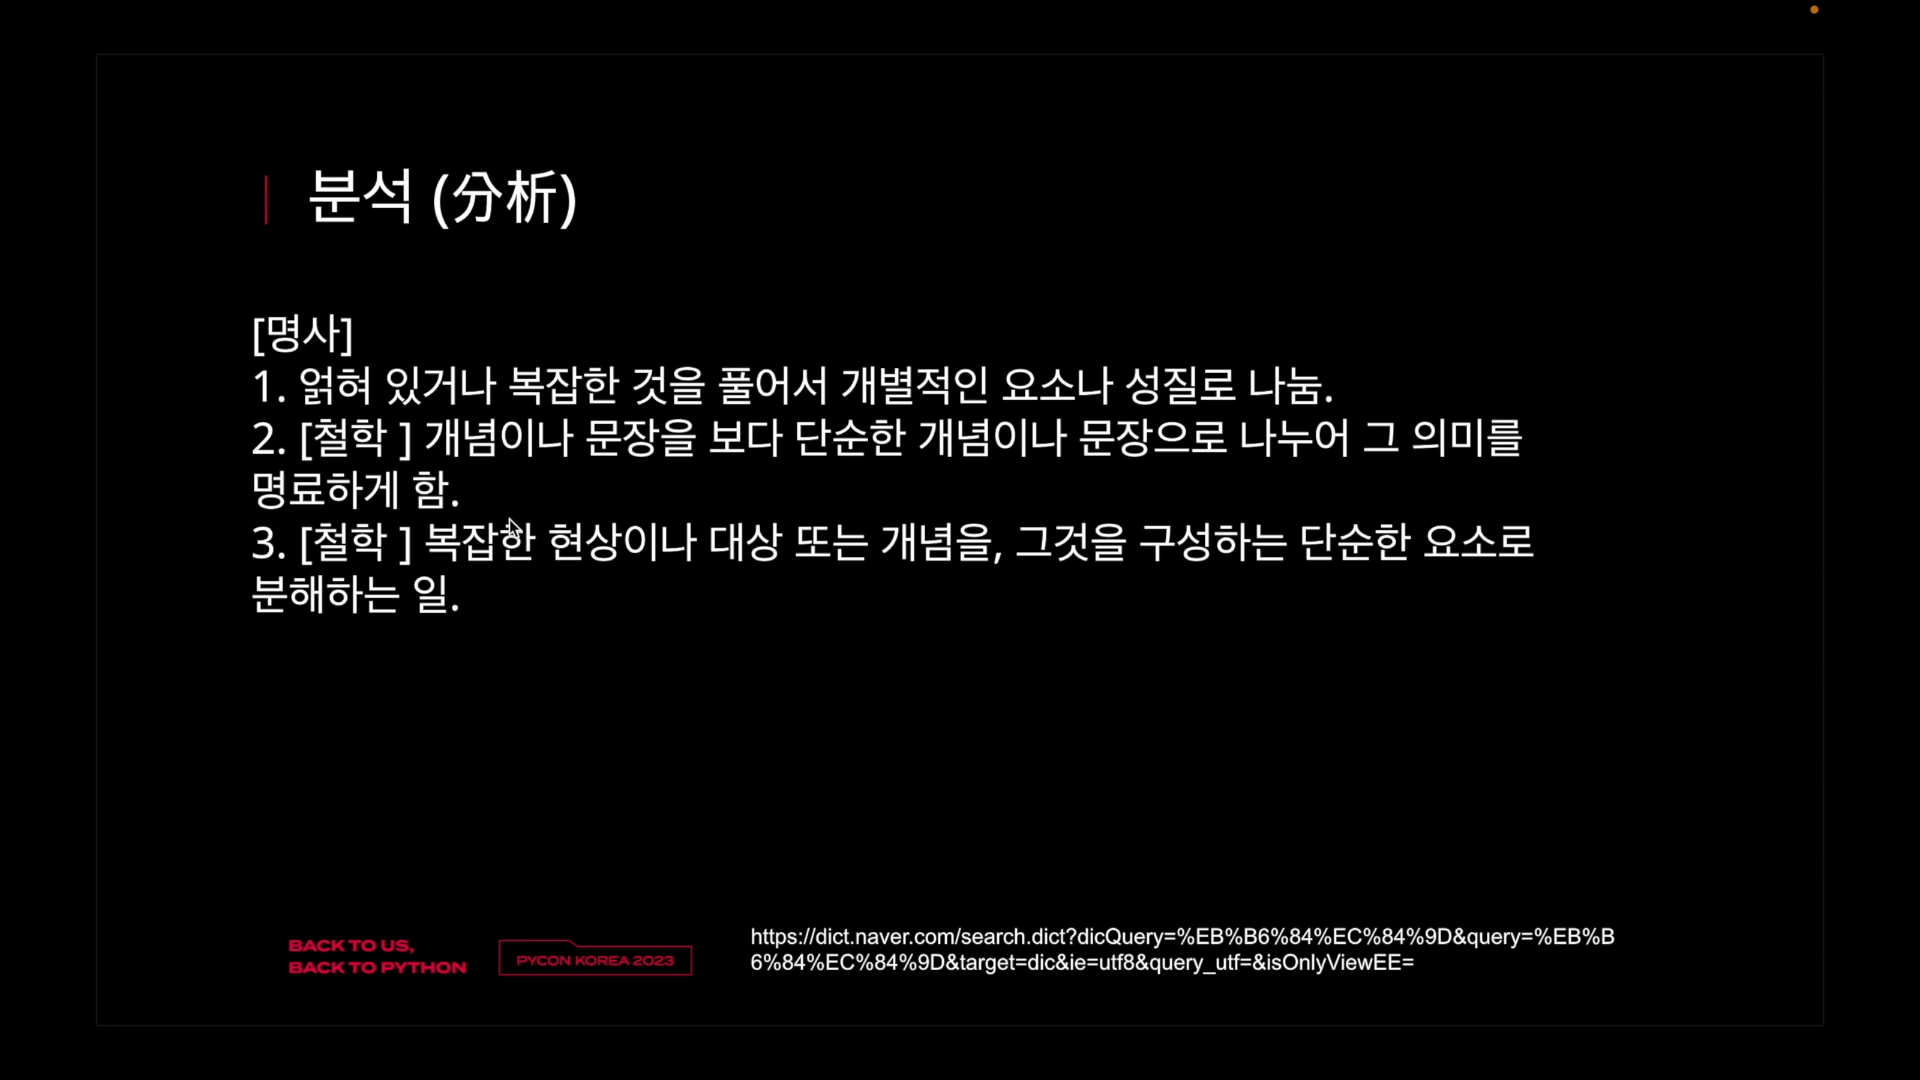 분석 (分析)
[명사]
1. 얽혀 있거나 복잡한 것을 풀어서 개별적인 요소나 성질로 나눔.
2. [철학 ] 개념이나 문장을 보다 단순한 개념이나 문장으로 나누어 그 의미를
명료하게 함.
3. [철학 ] 복잡한 현상이나 대상 또는 개념을, 그것을 구성하는 단순한 요소로
분해하는 일.
BACK TO US,
BACK TO PYTHON
PYCON KOREA 2023
https://dict.naver.com/search.dict?dicQuery=%EB%B6%84%EC%84%9D&query=%EB%B
6%84%EC%84%9D&target=dic&ie=utf8&query_utf=&isOnlyViewEE=